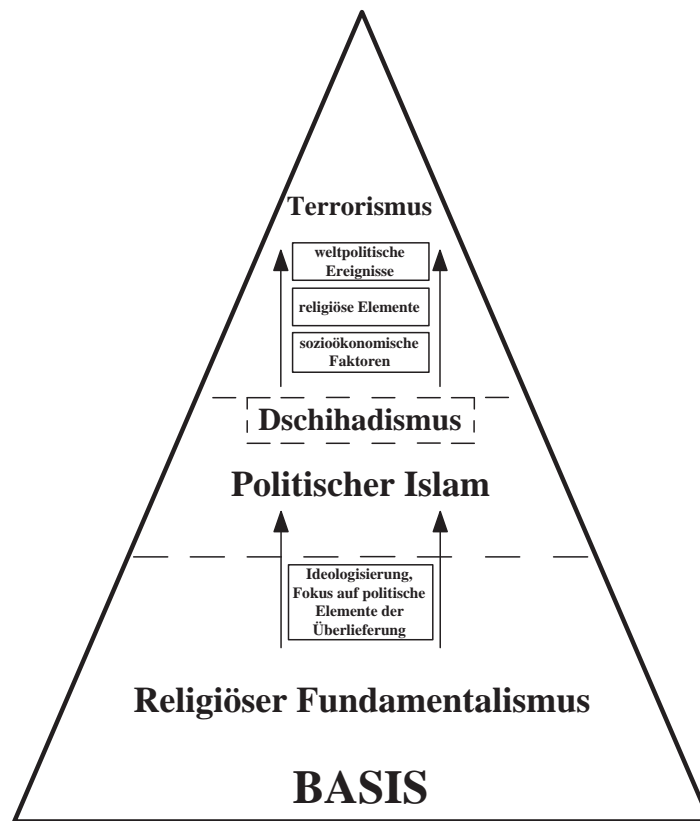 Terrorismus
weltpolitische
Ereignisse
religiöse Elemente
sozioökonomische
Faktoren
Dschihadismus
Politischer Islam
Ideologisierung,
Fokus auf politische
Elemente der
Überlieferung
Religiöser Fundamentalismus
BASIS